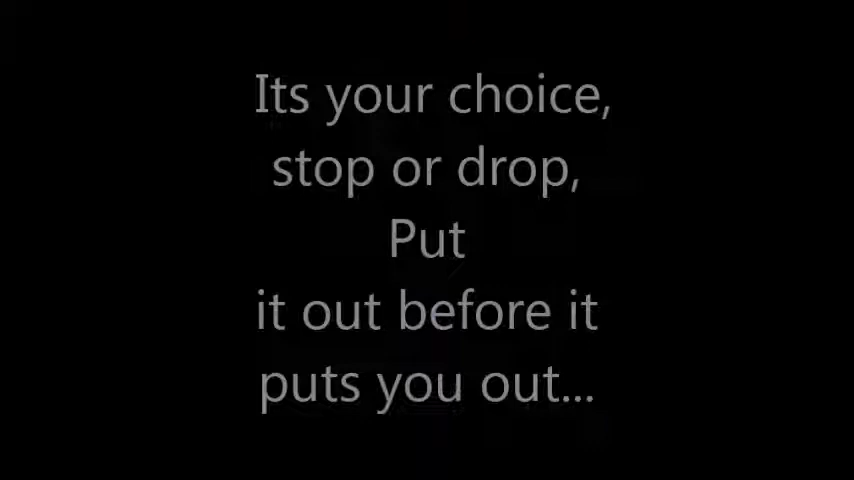 Its your choice,
stop or drop,
Put
it out before it
puts you out...